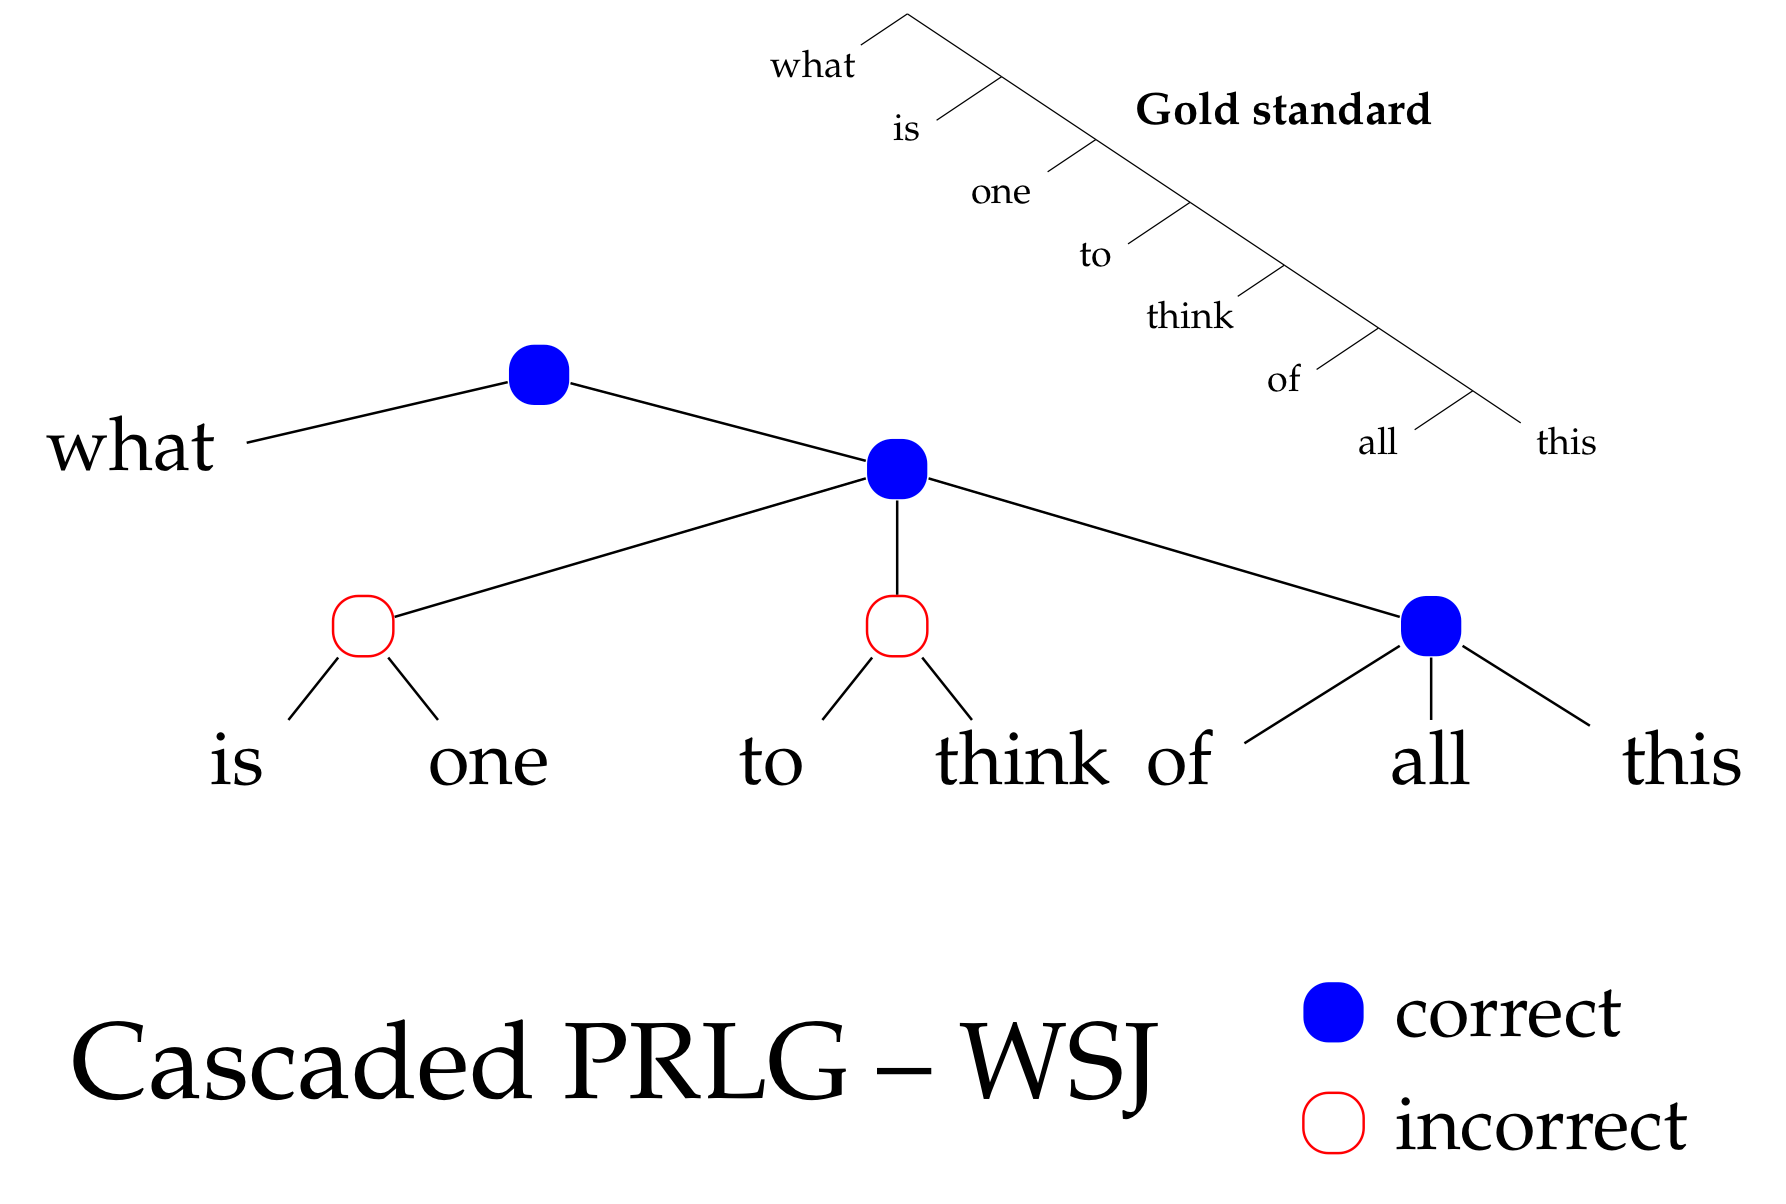 what
is
Gold standard
one
to
think
of
all this
what
is one to think of all this
Cascaded PRLG – WSJ
correct
incorrect